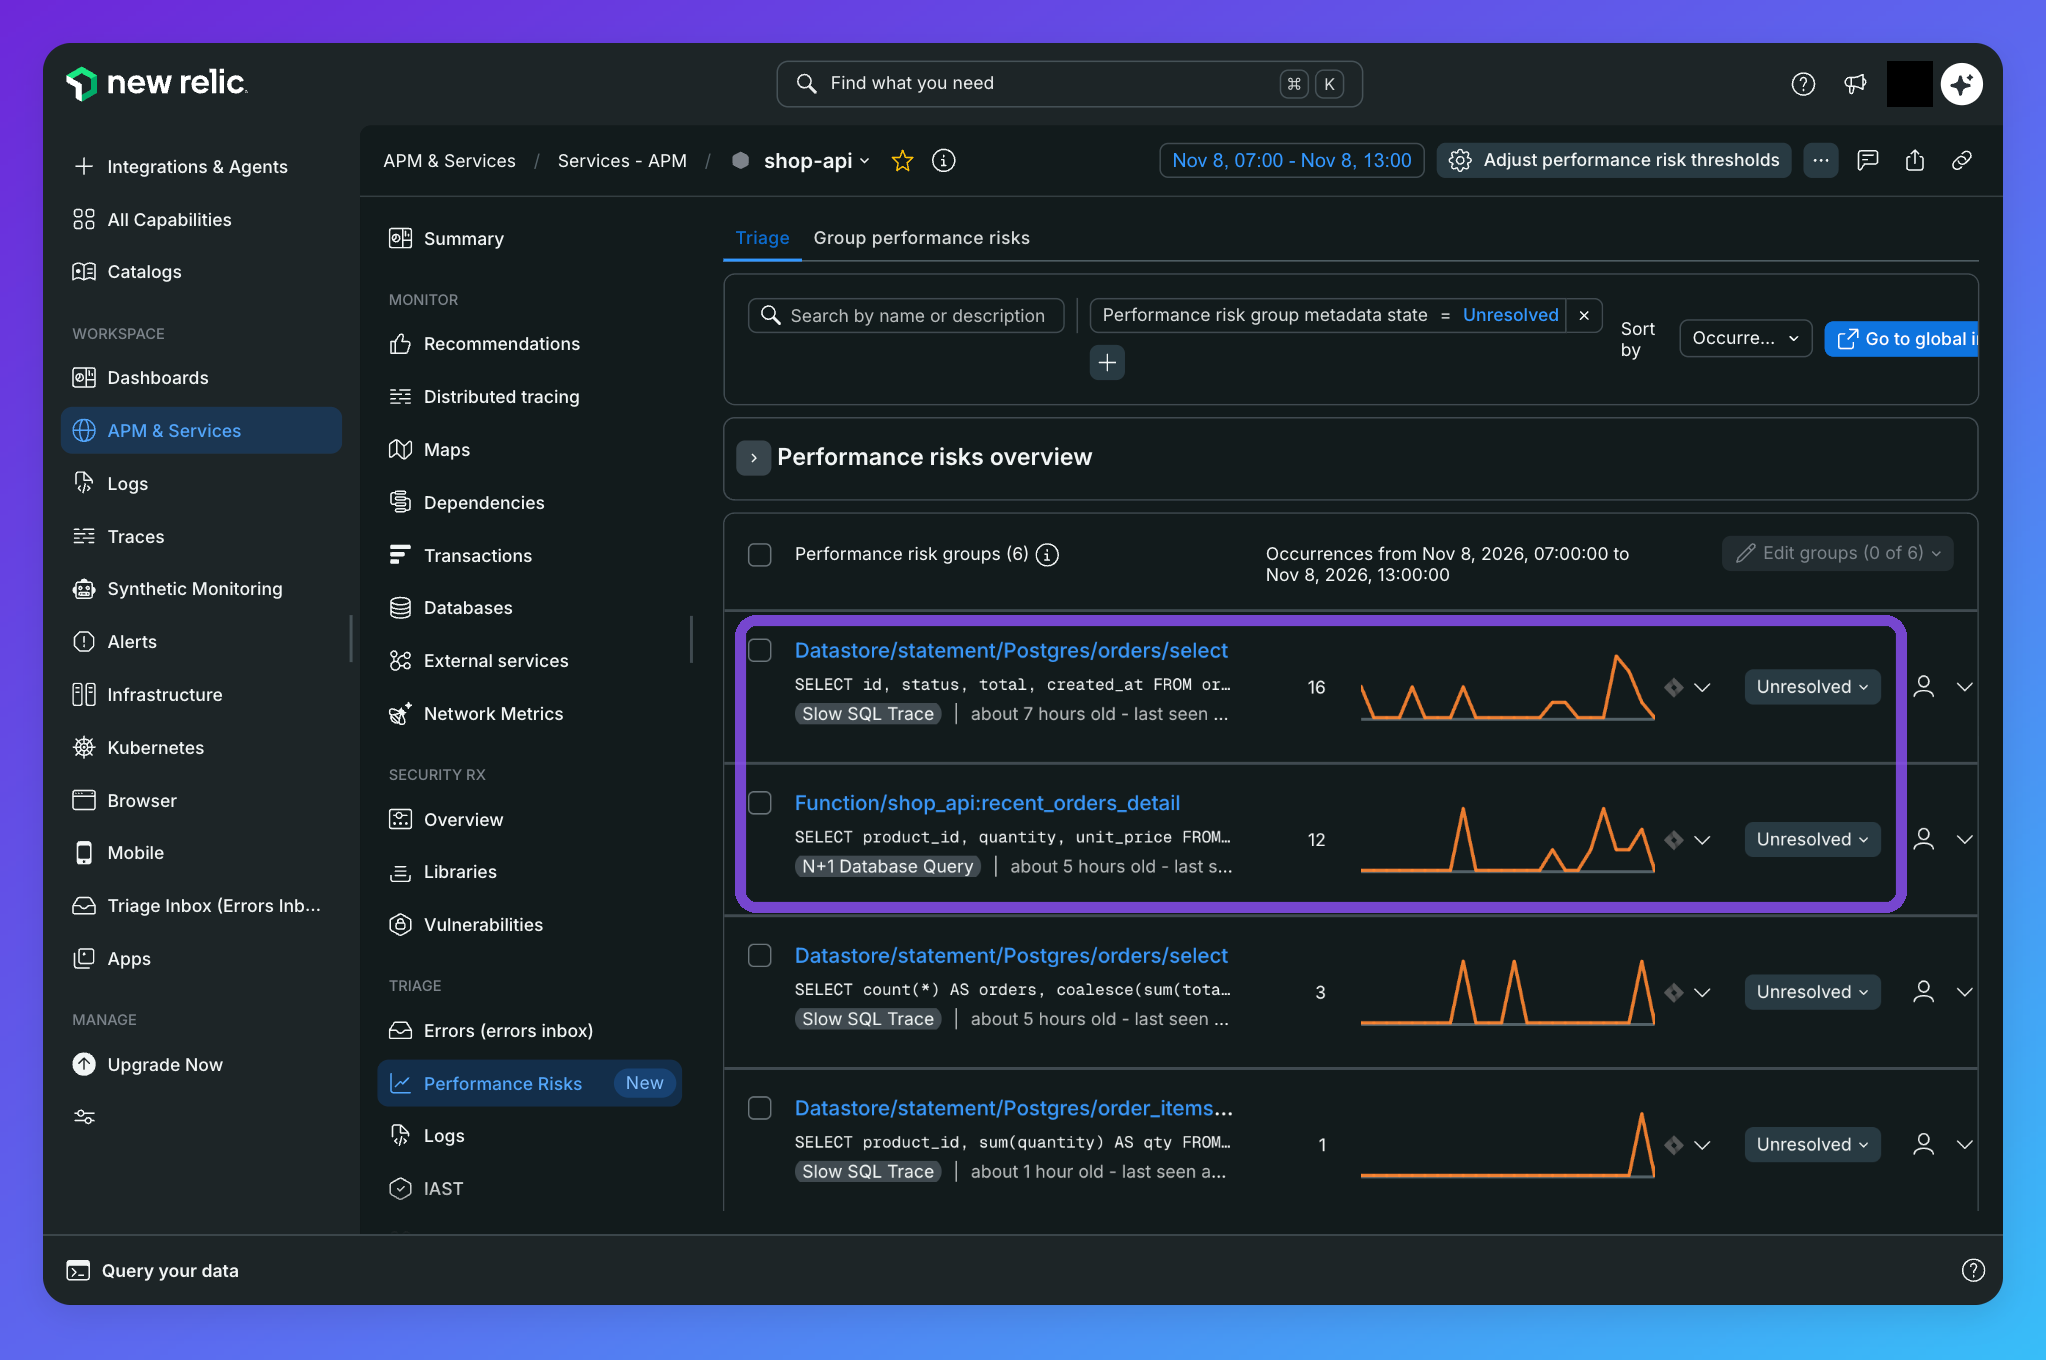 new relic
Find what you need
⌘ K
Integrations & Agents
All Capabilities
Catalogs
WORKSPACE
Dashboards
APM & Services
Logs
Traces
Synthetic Monitoring
Alerts
Infrastructure
Kubernetes
Browser
Mobile
Triage Inbox (Errors Inb...
Apps
MANAGE
Upgrade Now
APM & Services / Services - APM / shop-api
Nov 8, 07:00 - Nov 8, 13:00
Adjust performance risk thresholds
Summary
MONITOR
Recommendations
Distributed tracing
Maps
Dependencies
Transactions
Databases
External services
Network Metrics
SECURITY RX
Overview
Libraries
Vulnerabilities
TRIAGE
Errors (errors inbox)
Performance Risks New
Logs
IAST
Triage
Group performance risks
Search by name or description
Performance risk group metadata state = Unresolved
Sort
by
Occurre...
Go to global i
Performance risks overview
Performance risk groups (6)
Occurrences from Nov 8, 2026, 07:00:00 to
Nov 8, 2026, 13:00:00
Edit groups (0 of 6)
Datastore/statement/Postgres/orders/select
SELECT id, status, total, created_at FROM or…
Slow SQL Trace | about 7 hours old - last seen ...
16
Unresolved
Function/shop_api:recent_orders_detail
SELECT product_id, quantity, unit_price FROM…
N+1 Database Query | about 5 hours old - last s...
12
Unresolved
Datastore/statement/Postgres/orders/select
SELECT count(*) AS orders, coalesce(sum(tota…
Slow SQL Trace | about 5 hours old - last seen ...
3
Unresolved
Datastore/statement/Postgres/order_items...
SELECT product_id, sum(quantity) AS qty FROM…
Slow SQL Trace | about 1 hour old - last seen a...
1
Unresolved
Query your data